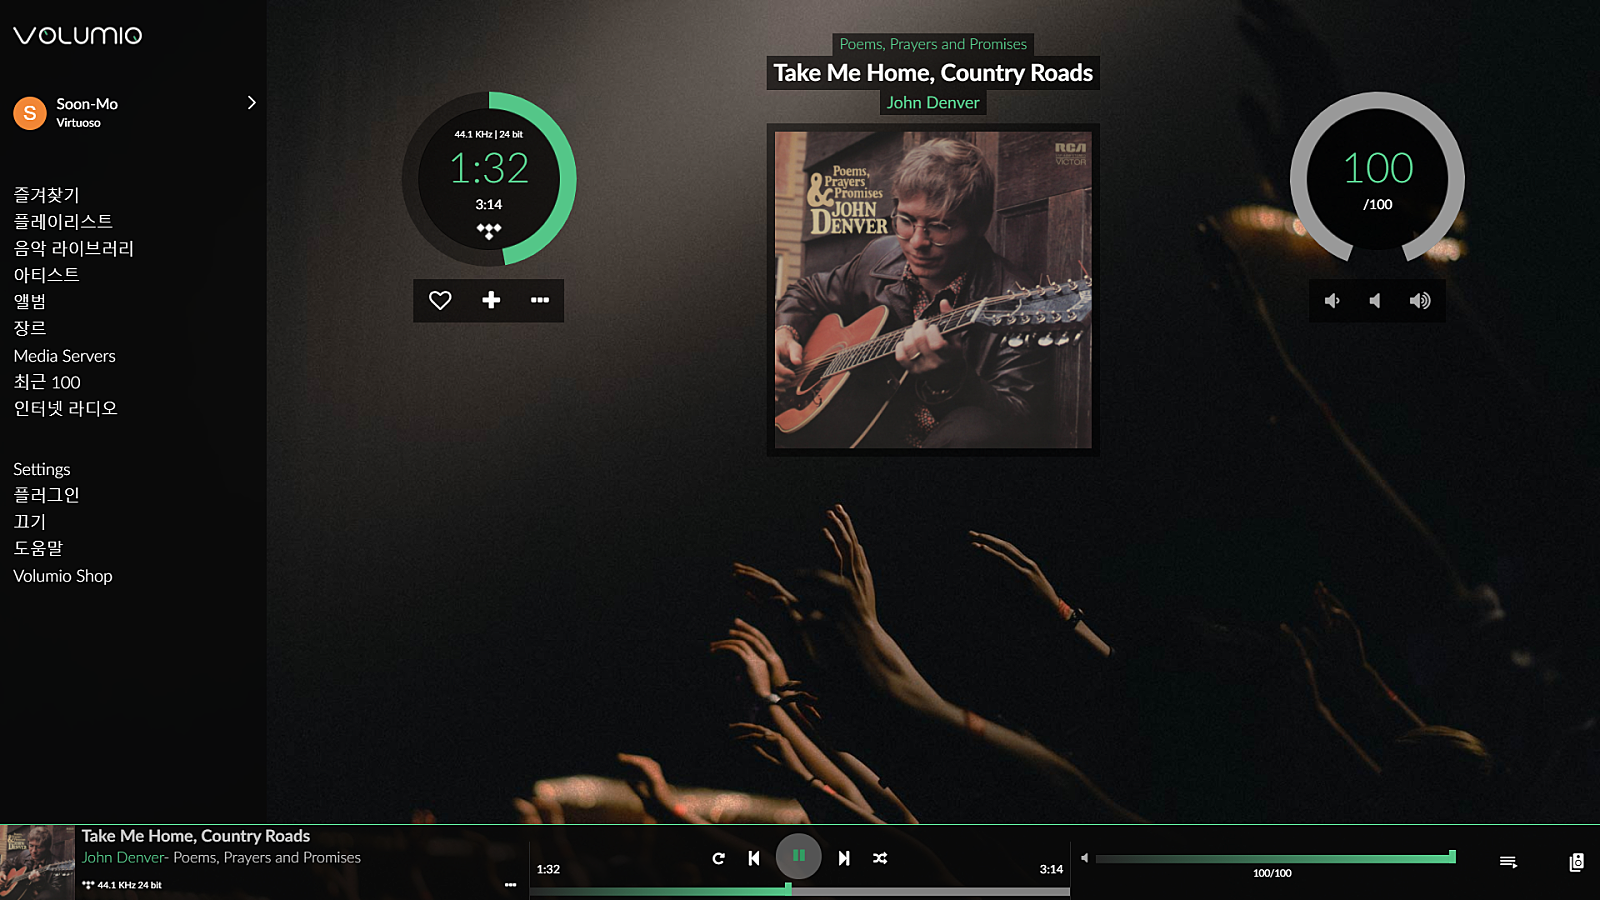 VOLUMIO
S
Soon-Mo
Virtuoso
즐겨찾기
플레이리스트
음악 라이브러리
아티스트
앨범
장르
Media Servers
최근 100
인터넷 라디오
Settings
플러그인
끄기
도움말
Volumio Shop
44.1 KHz | 24 bit
1:32
3:14
Poems, Prayers and Promises
Take Me Home, Country Roads
John Denver
RCA
VICTOR
Poems,
Prayers
& Promises
JOHN
DENVER
100
/100
Take Me Home, Country Roads
John Denver- Poems, Prayers and Promises
44.1 KHz 24 bit
1:32
3:14
100/100